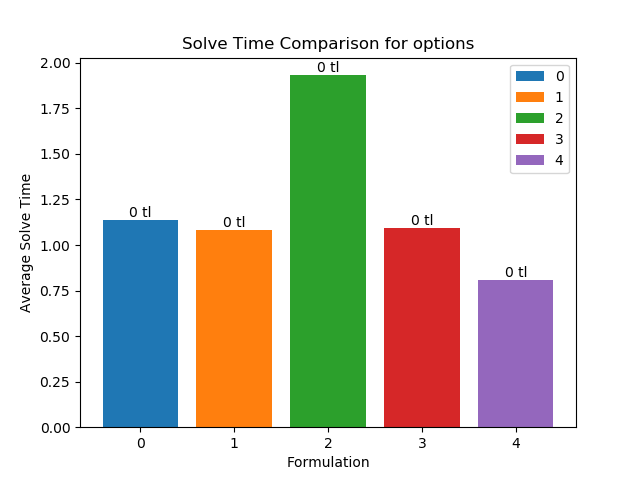 Solve Time Comparison for options
Average Solve Time
2.00
1.75
1.50
1.25
1.00
0.75
0.50
0.25
0.00
0 tl
0 tl
0 tl
0 tl
0 tl
0
1
2
3
4
0
1
2
3
4
Formulation